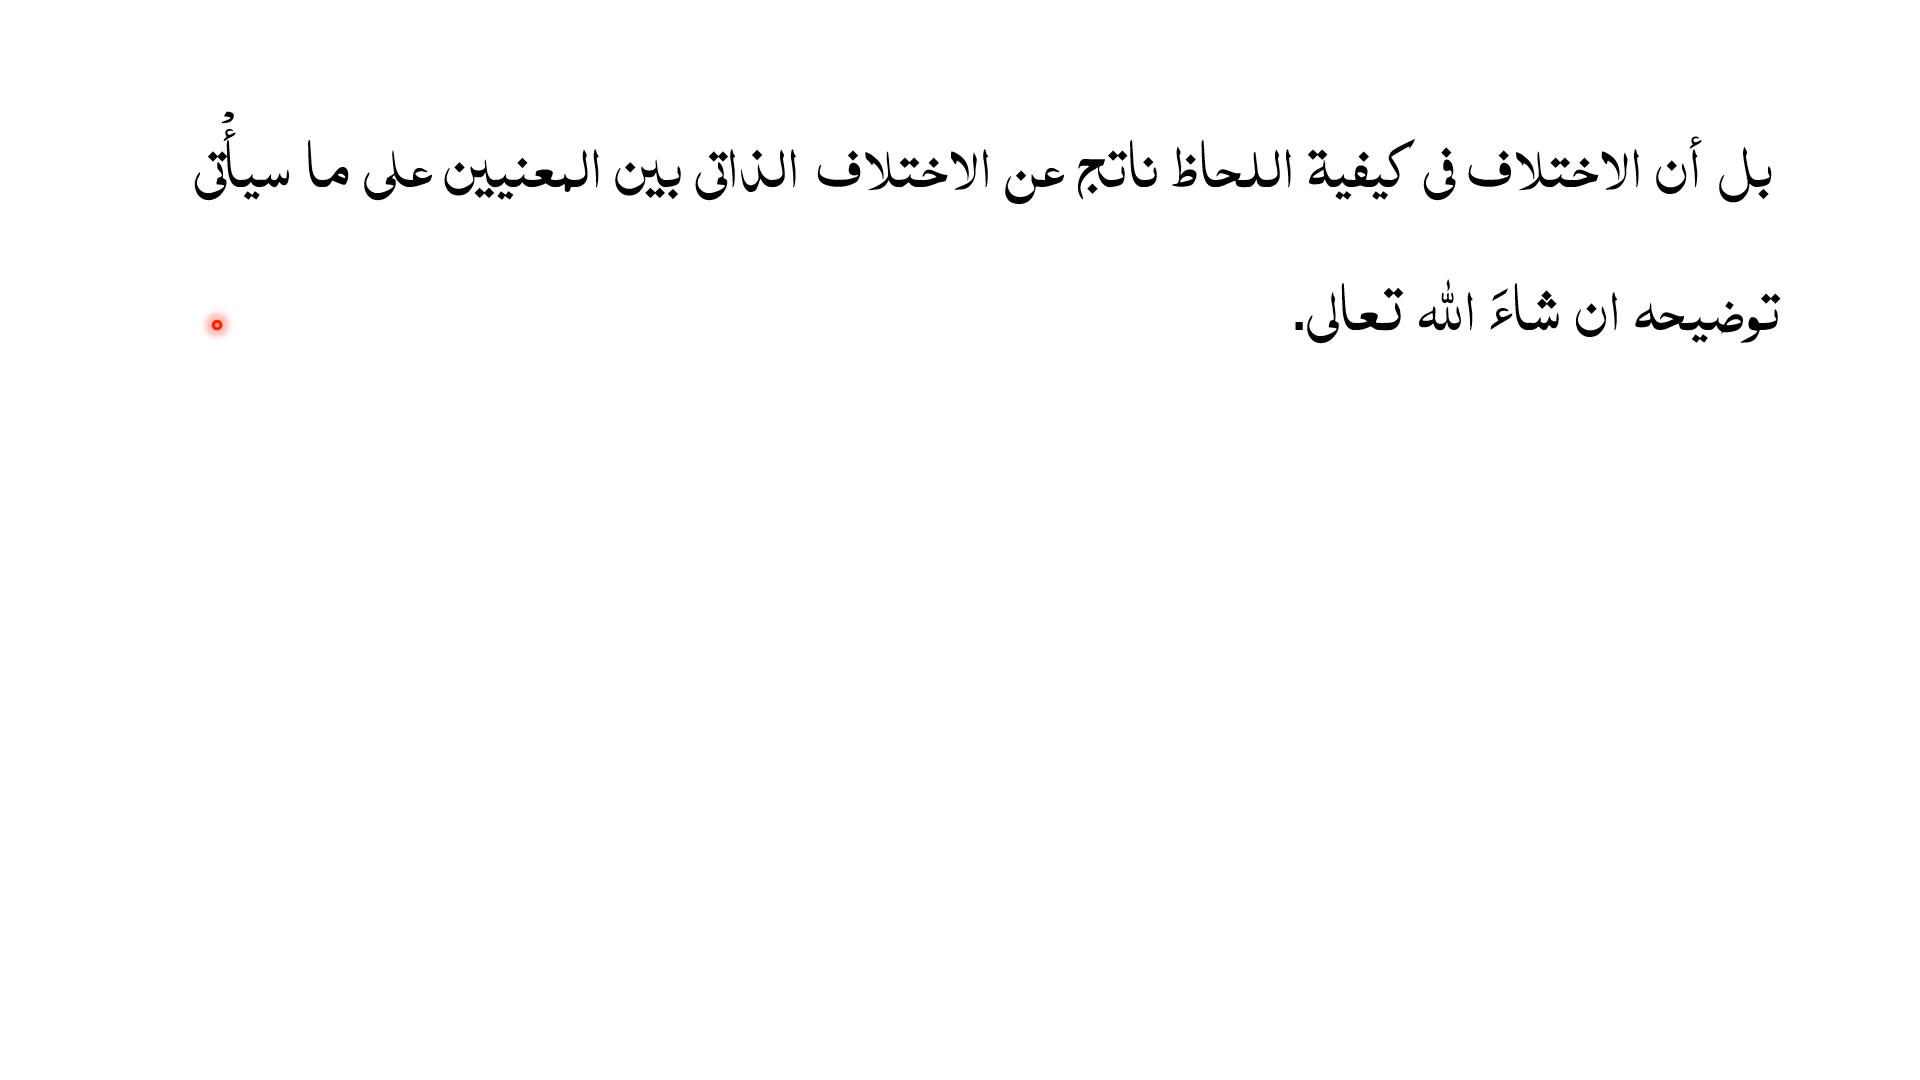 بل أن الاختلاف فى كيفية اللحاظ ناتج عن الاختلاف الذاتى بين المعنيين على ما سيأْتى
توضيحه ان شاءَ الله تعالى.